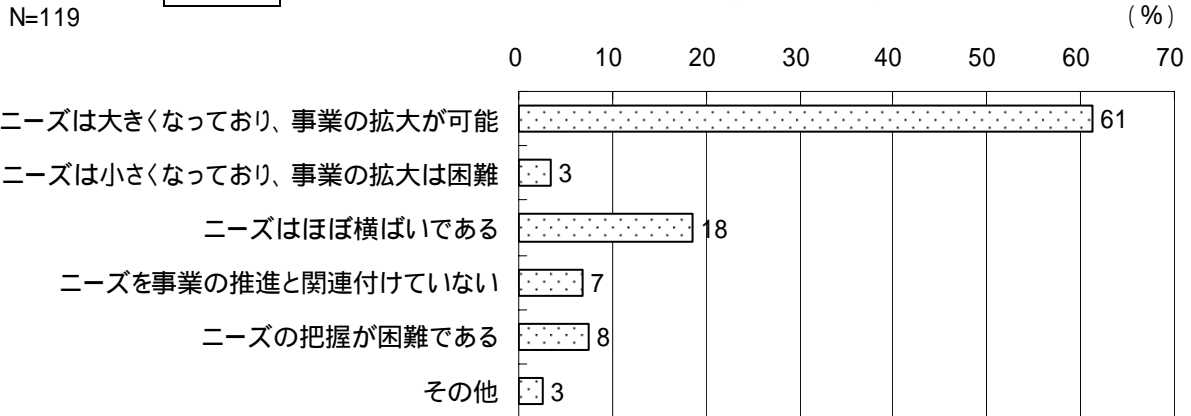 N=119
(%)
0 10 20 30 40 50 60 70
ニーズは大きくなっており、事業の拡大が可能 61
ニーズは小さくなっており、事業の拡大は困難 3
ニーズはほぼ横ばいである 18
ニーズを事業の推進と関連付けていない 7
ニーズの把握が困難である 8
その他 3